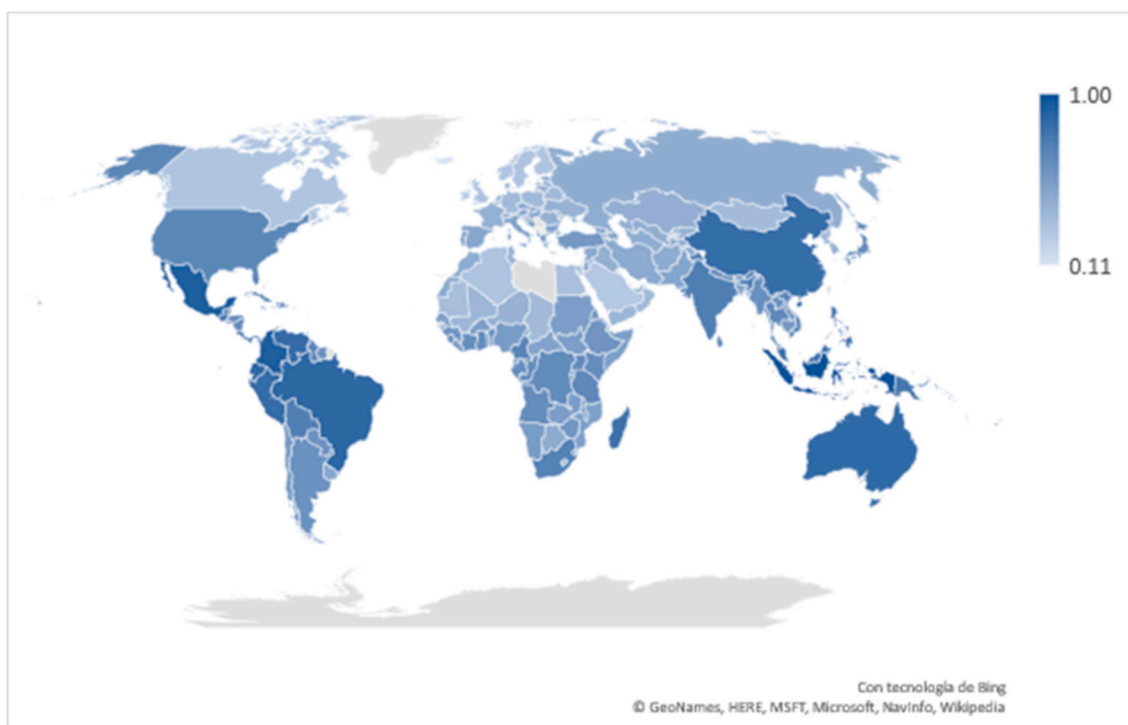 1.00
0.11
Con tecnología de Bing
© GeoNames, HERE, MSFT, Microsoft, NavInfo, Wikipedia